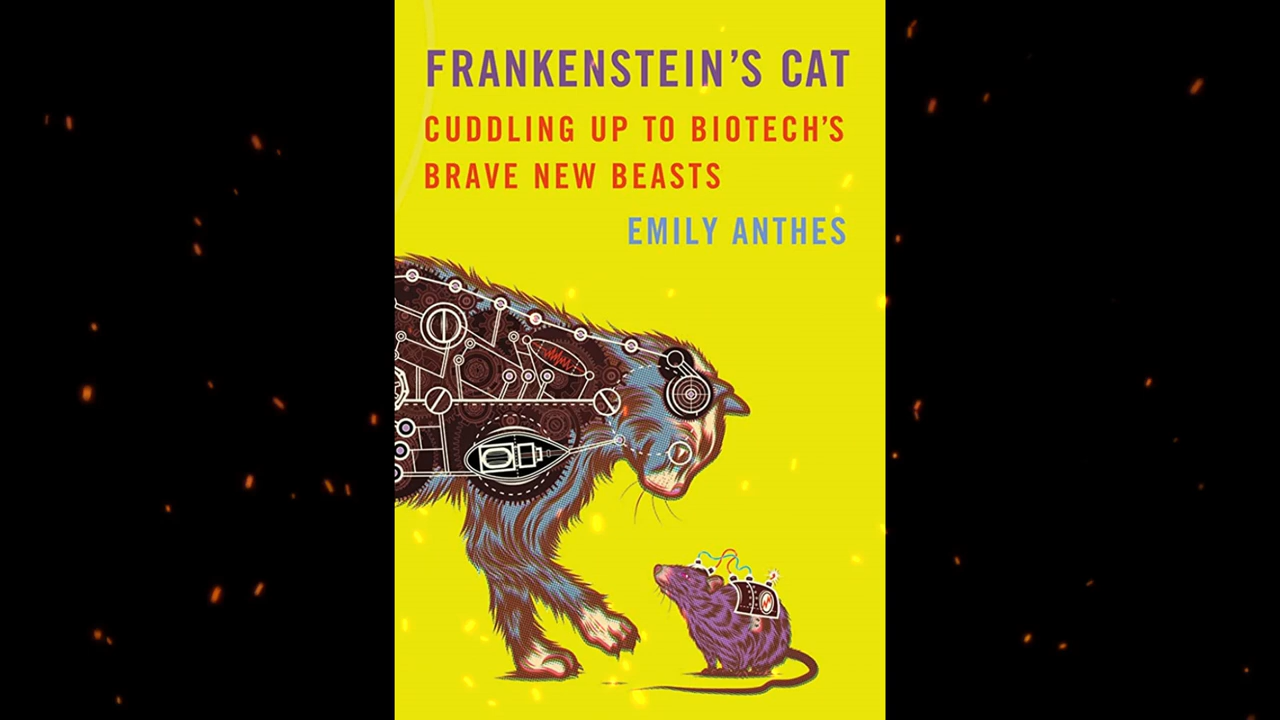 FRANKENSTEIN'S CAT
CUDDLING UP TO BIOTECH'S
BRAVE NEW BEASTS
EMILY ANTHES